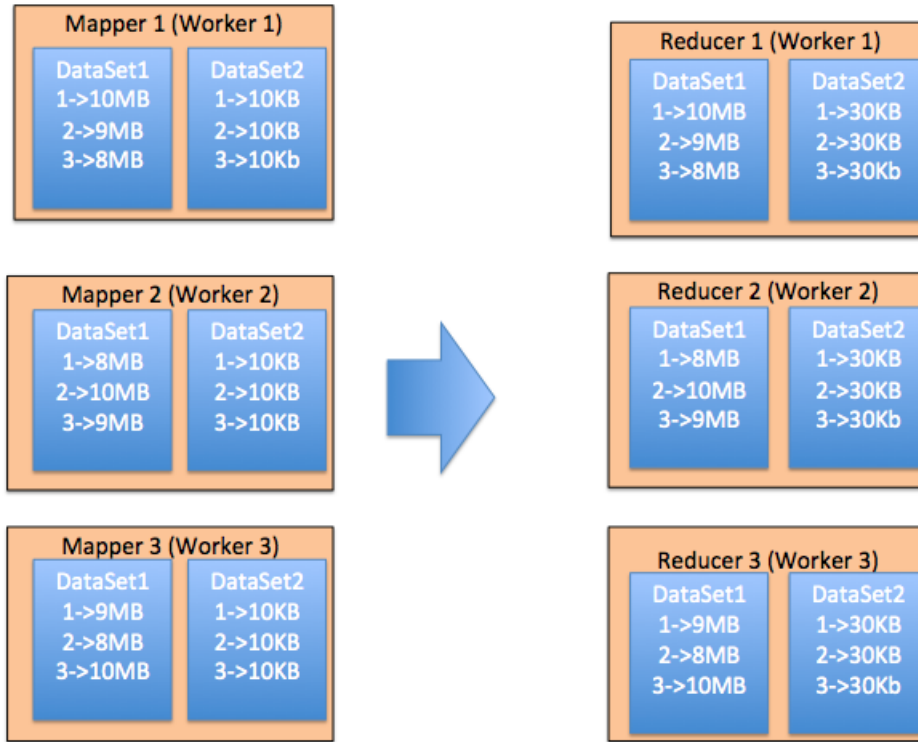 Mapper 1 (Worker 1)
DataSet1
1->10MB
2->9MB
3->8MB
DataSet2
1->10KB
2->10KB
3->10Kb
Reducer 1 (Worker 1)
DataSet1
1->10MB
2->9MB
3->8MB
DataSet2
1->30KB
2->30KB
3->30Kb
Mapper 2 (Worker 2)
DataSet1
1->8MB
2->10MB
3->9MB
DataSet2
1->10KB
2->10KB
3->10KB
Reducer 2 (Worker 2)
DataSet1
1->8MB
2->10MB
3->9MB
DataSet2
1->30KB
2->30KB
3->30Kb
Mapper 3 (Worker 3)
DataSet1
1->9MB
2->8MB
3->10MB
DataSet2
1->10KB
2->10KB
3->10KB
Reducer 3 (Worker 3)
DataSet1
1->9MB
2->8MB
3->10MB
DataSet2
1->30KB
2->30KB
3->30Kb